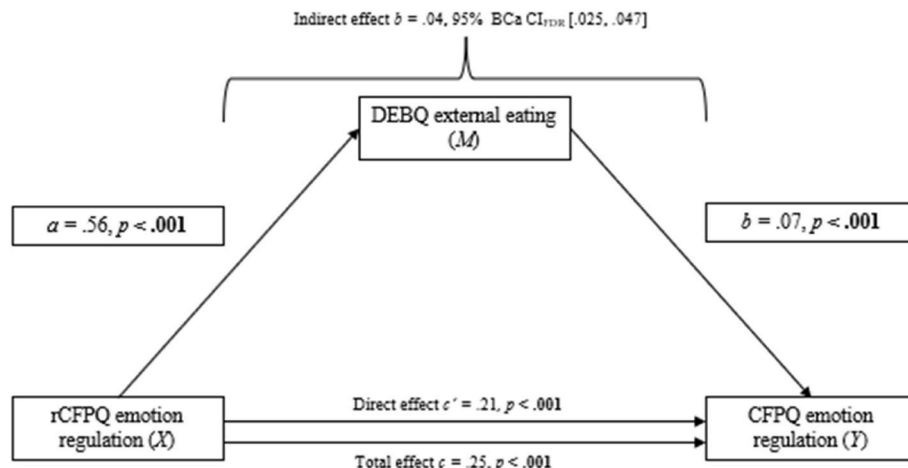 Indirect effect b = .04, 95% BCa CI_FDR [.025, .047]
DEBQ external eating
(M)
a = .56, p < .001
b = .07, p < .001
rCFPQ emotion
regulation (X)
Direct effect c´ = .21, p < .001
Total effect c = .25, p < .001
CFPQ emotion
regulation (Y)